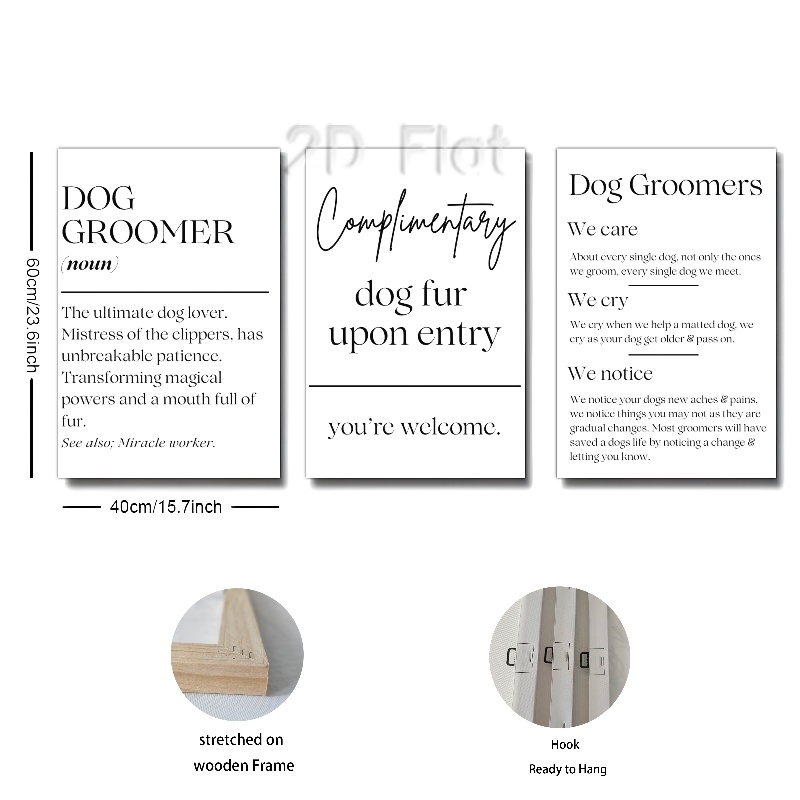 2D Flat
DOG
GROOMER
(noun)
The ultimate dog lover.
Mistress of the clippers, has
unbreakable patience.
Transforming magical
powers and a mouth full of
fur.
See also; Miracle worker.
Complimentary
dog fur
upon entry
you're welcome.
Dog Groomers
We care
About every single dog, not only the ones
we groom, every single dog we meet.
We cry
We cry when we help a matted dog, we
cry as your dog get older & pass on.
We notice
We notice your dogs new aches & pains,
we notice things you may not as they are
gradual changes. Most groomers will have
saved a dogs life by noticing a change &
letting you know.
60cm/23.6inch
40cm/15.7inch
stretched on
wooden Frame
Hook
Ready to Hang